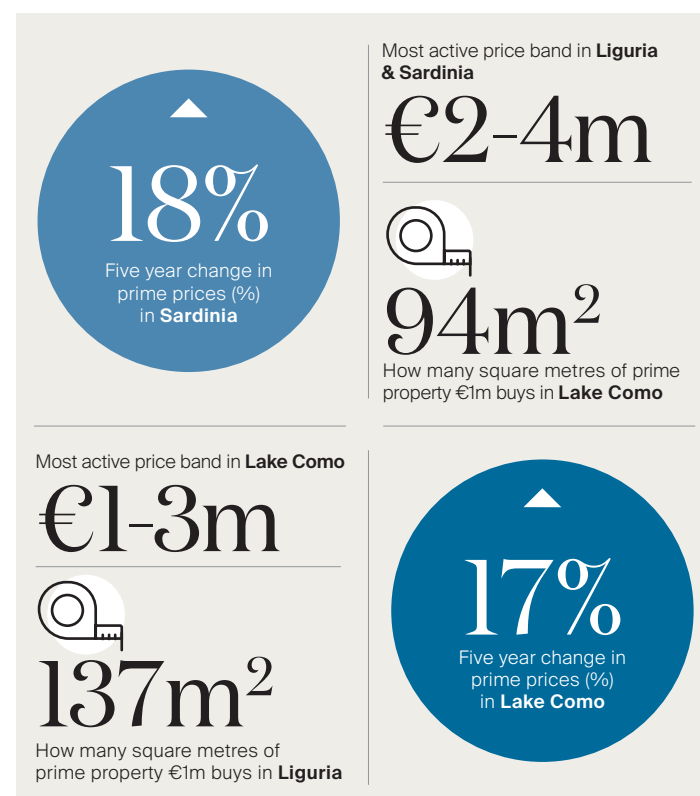 18%
Five year change in
prime prices (%)
in Sardinia
Most active price band in Liguria
& Sardinia
€2-4m
94m²
How many square metres of prime
property €1m buys in Lake Como
Most active price band in Lake Como
€1-3m
137m²
How many square metres of
prime property €1m buys in Liguria
17%
Five year change in
prime prices (%)
in Lake Como